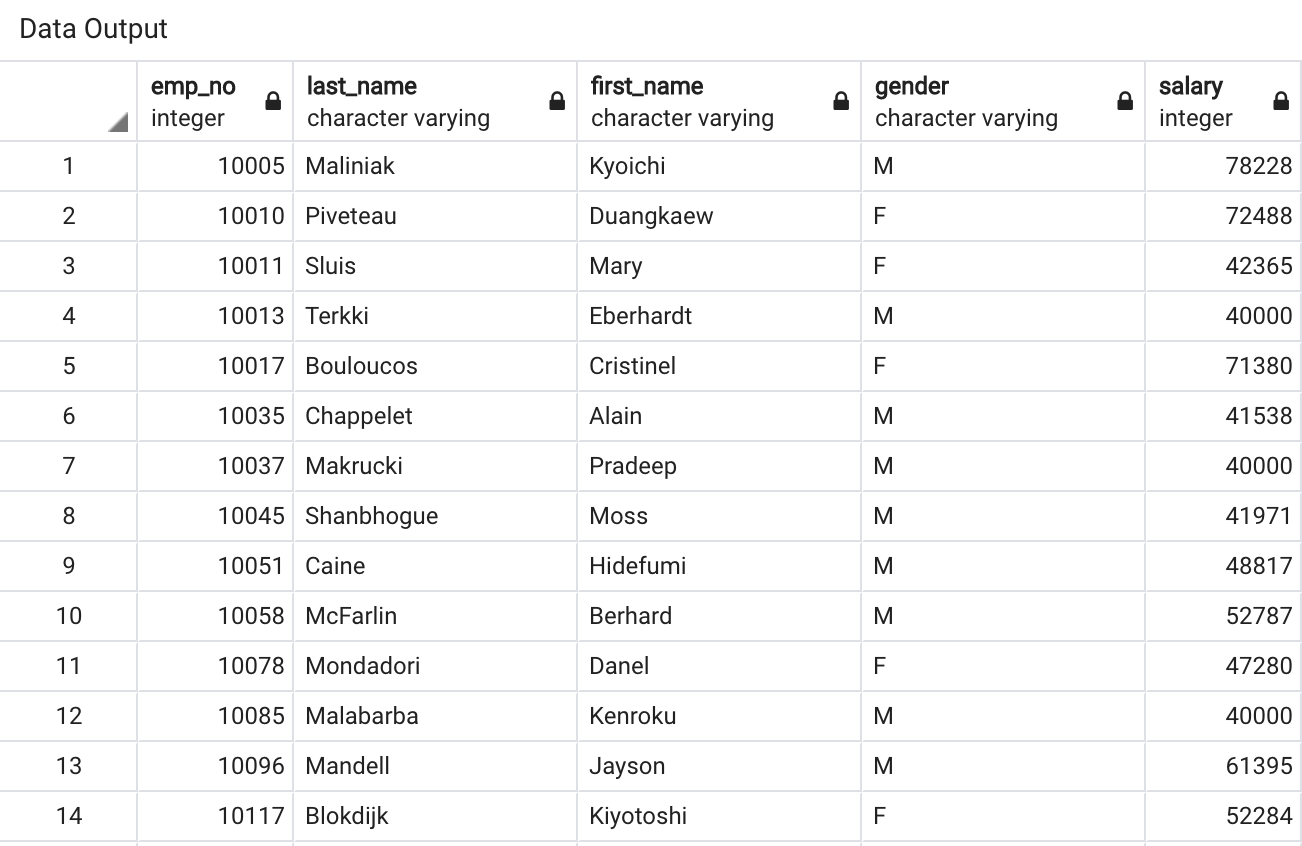 Data Output
emp_no last_name first_name gender salary
integer character varying character varying character varying integer
1 10005 Maliniak Kyoichi M 78228
2 10010 Piveteau Duangkaew F 72488
3 10011 Sluis Mary F 42365
4 10013 Terkki Eberhardt M 40000
5 10017 Bouloucos Cristinel F 71380
6 10035 Chappelet Alain M 41538
7 10037 Makrucki Pradeep M 40000
8 10045 Shanbhogue Moss M 41971
9 10051 Caine Hidefumi M 48817
10 10058 McFarlin Berhard M 52787
11 10078 Mondadori Danel F 47280
12 10085 Malabarba Kenroku M 40000
13 10096 Mandell Jayson M 61395
14 10117 Blokdijk Kiyotoshi F 52284